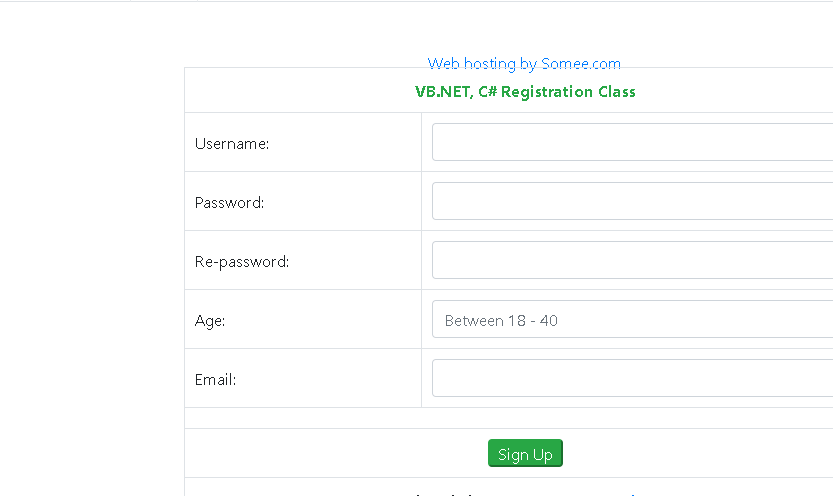 Web hosting by Somee.com
VB.NET, C# Registration Class
Username:
Password:
Re-password:
Age:
Between 18 - 40
Email:
Sign Up